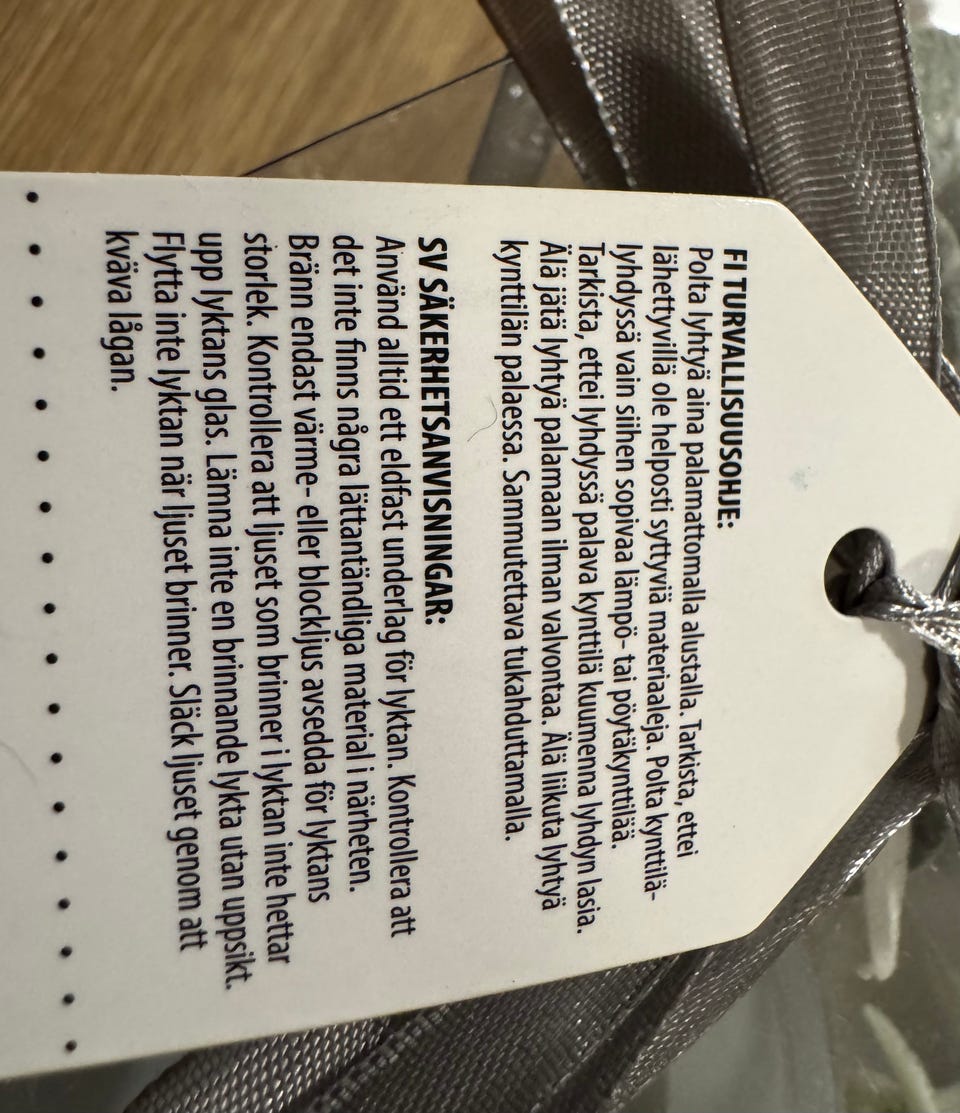 FI TURVALLISUUSOHJE:
Polta lyhtyä aina palamattomalla alustalla. Tarkista, ettei
lähettyvillä ole helposti syttyviä materiaaleja. Polta kynttilä-
lyhdyssä vain siihen sopivaa lämpö- tai pöytäkynttilää.
Tarkista, ettei lyhdyssä palava kynttilä kuumenna lyhdyn lasia.
Älä jätä lyhtyä palamaan ilman valvontaa. Älä liikuta lyhtyä
kynttilän palaessa. Sammutettava tukahduttamalla.
SV SÄKERHETSANVISNINGAR:
Använd alltid ett eldfast underlag för lyktan. Kontrollera att
det inte finns några lättantändliga material i närheten.
Bränn endast värme- eller blockljus avsedda för lyktans
storlek. Kontrollera att ljuset som brinner i lyktan inte hettar
upp lyktans glas. Lämna inte en brinnande lykta utan uppsikt.
Flytta inte lyktan när ljuset brinner. Släck ljuset genom att
kväva lågan.